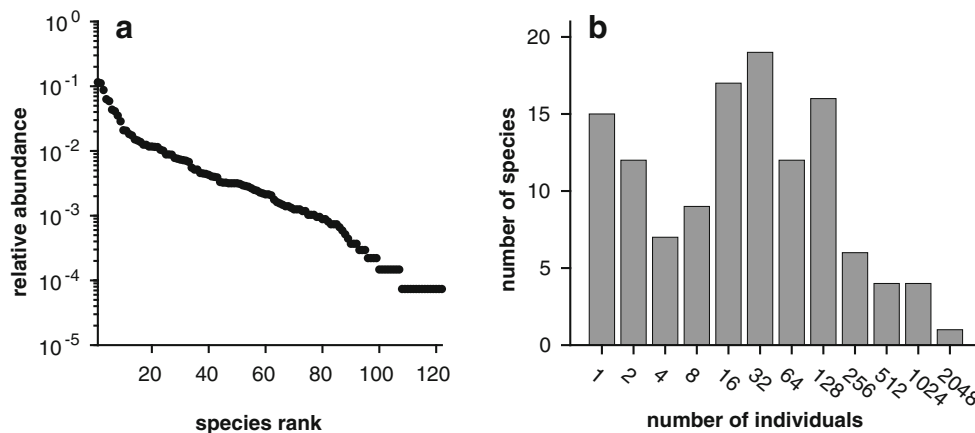 a
10^0
10^-1
10^-2
10^-3
10^-4
10^-5
relative abundance
20 40 60 80 100 120
species rank
b
20
15
10
5
0
number of species
1 2 4 8 16 32 64 128 256 512 1024 2048
number of individuals